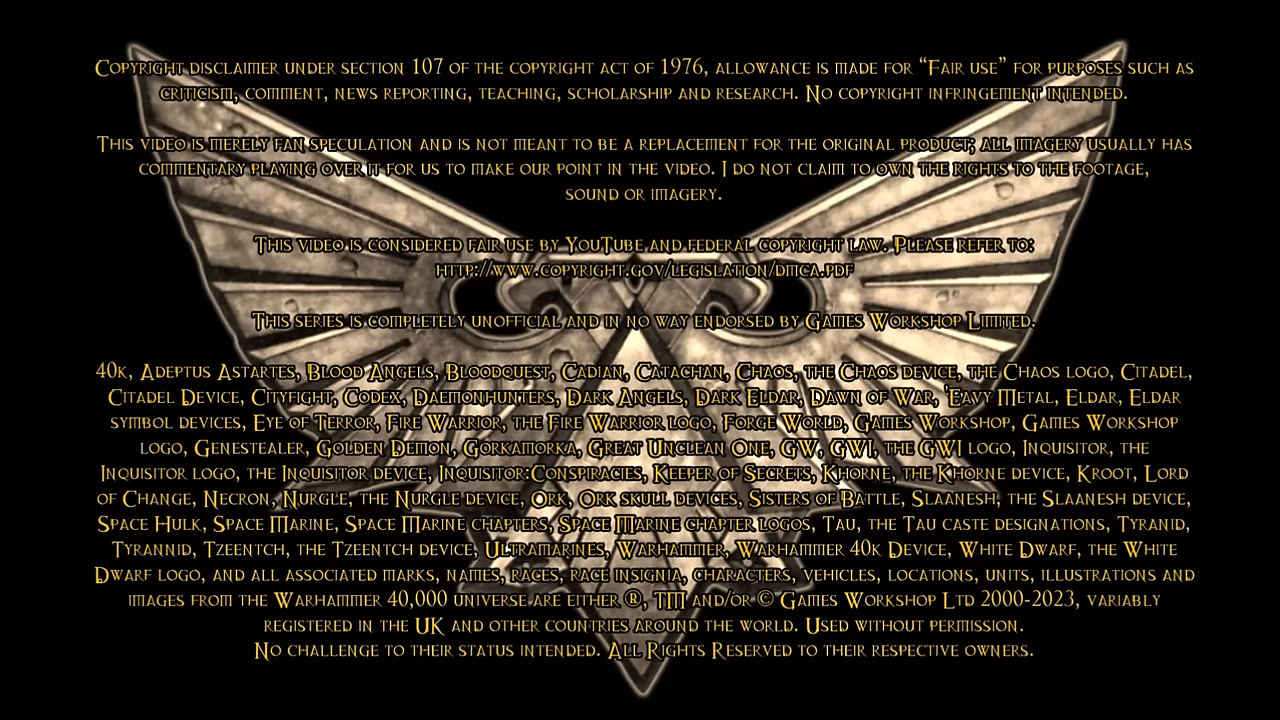 Copyright disclaimer under section 107 of the copyright act of 1976, allowance is made for “Fair use” for purposes such as
criticism, comment, news reporting, teaching, scholarship and research. No copyright infringement intended.
This video is merely fan speculation and is not meant to be a replacement for the original product; all imagery usually has
commentary playing over it for us to make our point in the video. I do not claim to own the rights to the footage,
sound or imagery.
This video is considered fair use by YouTube and federal copyright law. Please refer to:
http://www.copyright.gov/legislation/dmca.pdf
This series is completely unofficial and in no way endorsed by Games Workshop Limited.
40k, Adeptus Astartes, Blood Angels, Bloodquest, Cadian, Catachan, Chaos, the Chaos device, the Chaos logo, Citadel,
Citadel Device, Cityfight, Codex, Daemonhunters, Dark Angels, Dark Eldar, Dawn of War, 'Eavy Metal, Eldar, Eldar
symbol devices, Eye of Terror, Fire Warrior, the Fire Warrior logo, Forge World, Games Workshop, Games Workshop
logo, Genestealer, Golden Demon, Gorkamorka, Great Unclean One, GW, GWI, the GWI logo, Inquisitor, the
Inquisitor logo, the Inquisitor device, Inquisitor:Conspiracies, Keeper of Secrets, Khorne, the Khorne device, Kroot, Lord
of Change, Necron, Nurgle, the Nurgle device, Ork, Ork skull devices, Sisters of Battle, Slaanesh, the Slaanesh device,
Space Hulk, Space Marine, Space Marine chapters, Space Marine chapter logos, Tau, the Tau caste designations, Tyranid,
Tyrannid, Tzeentch, the Tzeentch device, Ultramarines, Warhammer, Warhammer 40k Device, White Dwarf, the White
Dwarf logo, and all associated marks, names, races, race insignia, characters, vehicles, locations, units, illustrations and
images from the Warhammer 40,000 universe are either ®, TM and/or © Games Workshop Ltd 2000-2023, variably
registered in the UK and other countries around the world. Used without permission.
No challenge to their status intended. All Rights Reserved to their respective owners.